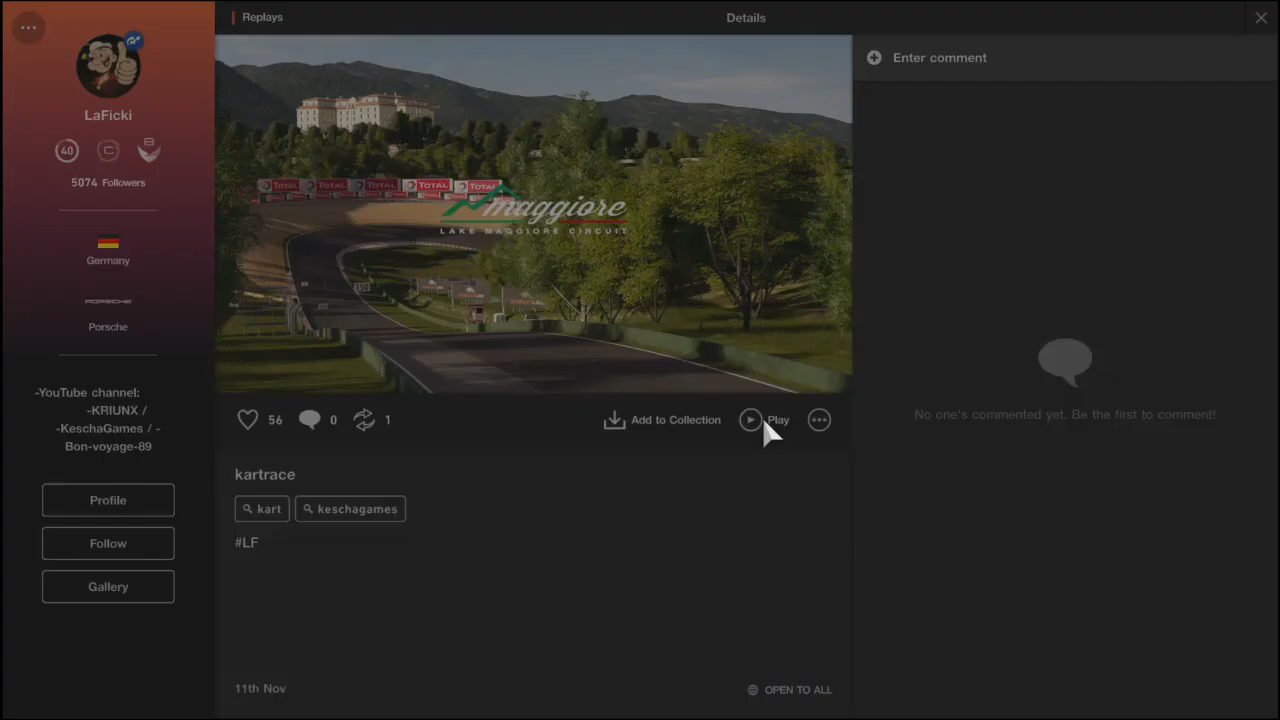 Replays
Details
LaFicki
40
C
B
5074 Followers
Germany
PORSCHE
Porsche
-YouTube channel:
-KRIUNX /
-KeschaGames / -
Bon-voyage-89
Profile
Follow
Gallery
TOTAL TOTAL TOTAL TOTAL TOTAL
maggiore
LAKE MAGGIORE CIRCUIT
150
56
0
1
Add to Collection
Play
kartrace
kart
keschagames
#LF
11th Nov
OPEN TO ALL
Enter comment
No one's commented yet. Be the first to comment!